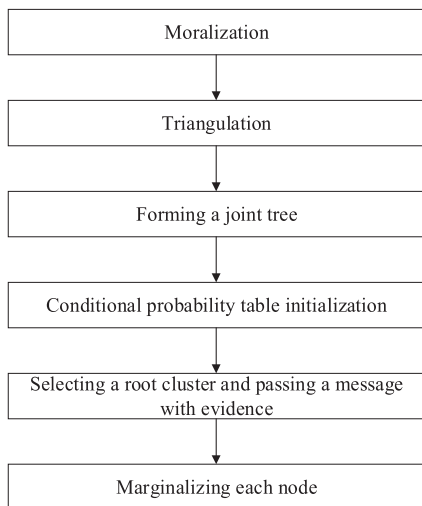 Moralization
Triangulation
Forming a joint tree
Conditional probability table initialization
Selecting a root cluster and passing a message
with evidence
Marginalizing each node